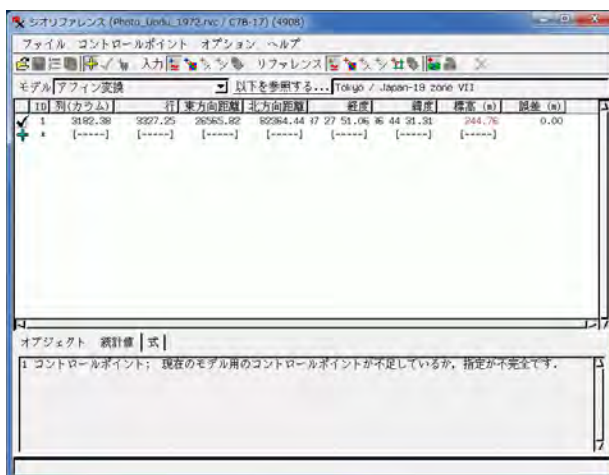 ジオリファレンス (Photo_Uodu_1972.rvc / C7B-17) (4908)
ファイル コントロールポイント オプション ヘルプ
入力 リファレンス
モデル アフィン変換 以下を参照する... Tokyo / Japan-19 zone VII
ID 列(カラム) 行 東方向距離 北方向距離 経度 緯度 標高 (m) 誤差 (m)
1 3182.38 3327.25 26565.82 82364.44 37 27 51.06 36 44 31.31 244.76 0.00
* [-----] [-----] [-----] [-----] [-----] [-----] [-----]
オブジェクト 統計値 式
1 コントロールポイント; 現在のモデル用のコントロールポイントが不足しているか, 指定が不完全です.